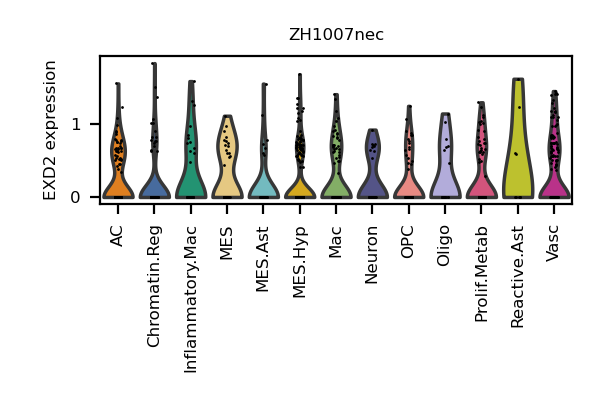 ZH1007nec
EXD2 expression
1
0
AC
Chromatin.Reg
Inflammatory.Mac
MES
MES.Ast
MES.Hyp
Mac
Neuron
OPC
Oligo
Prolif.Metab
Reactive.Ast
Vasc